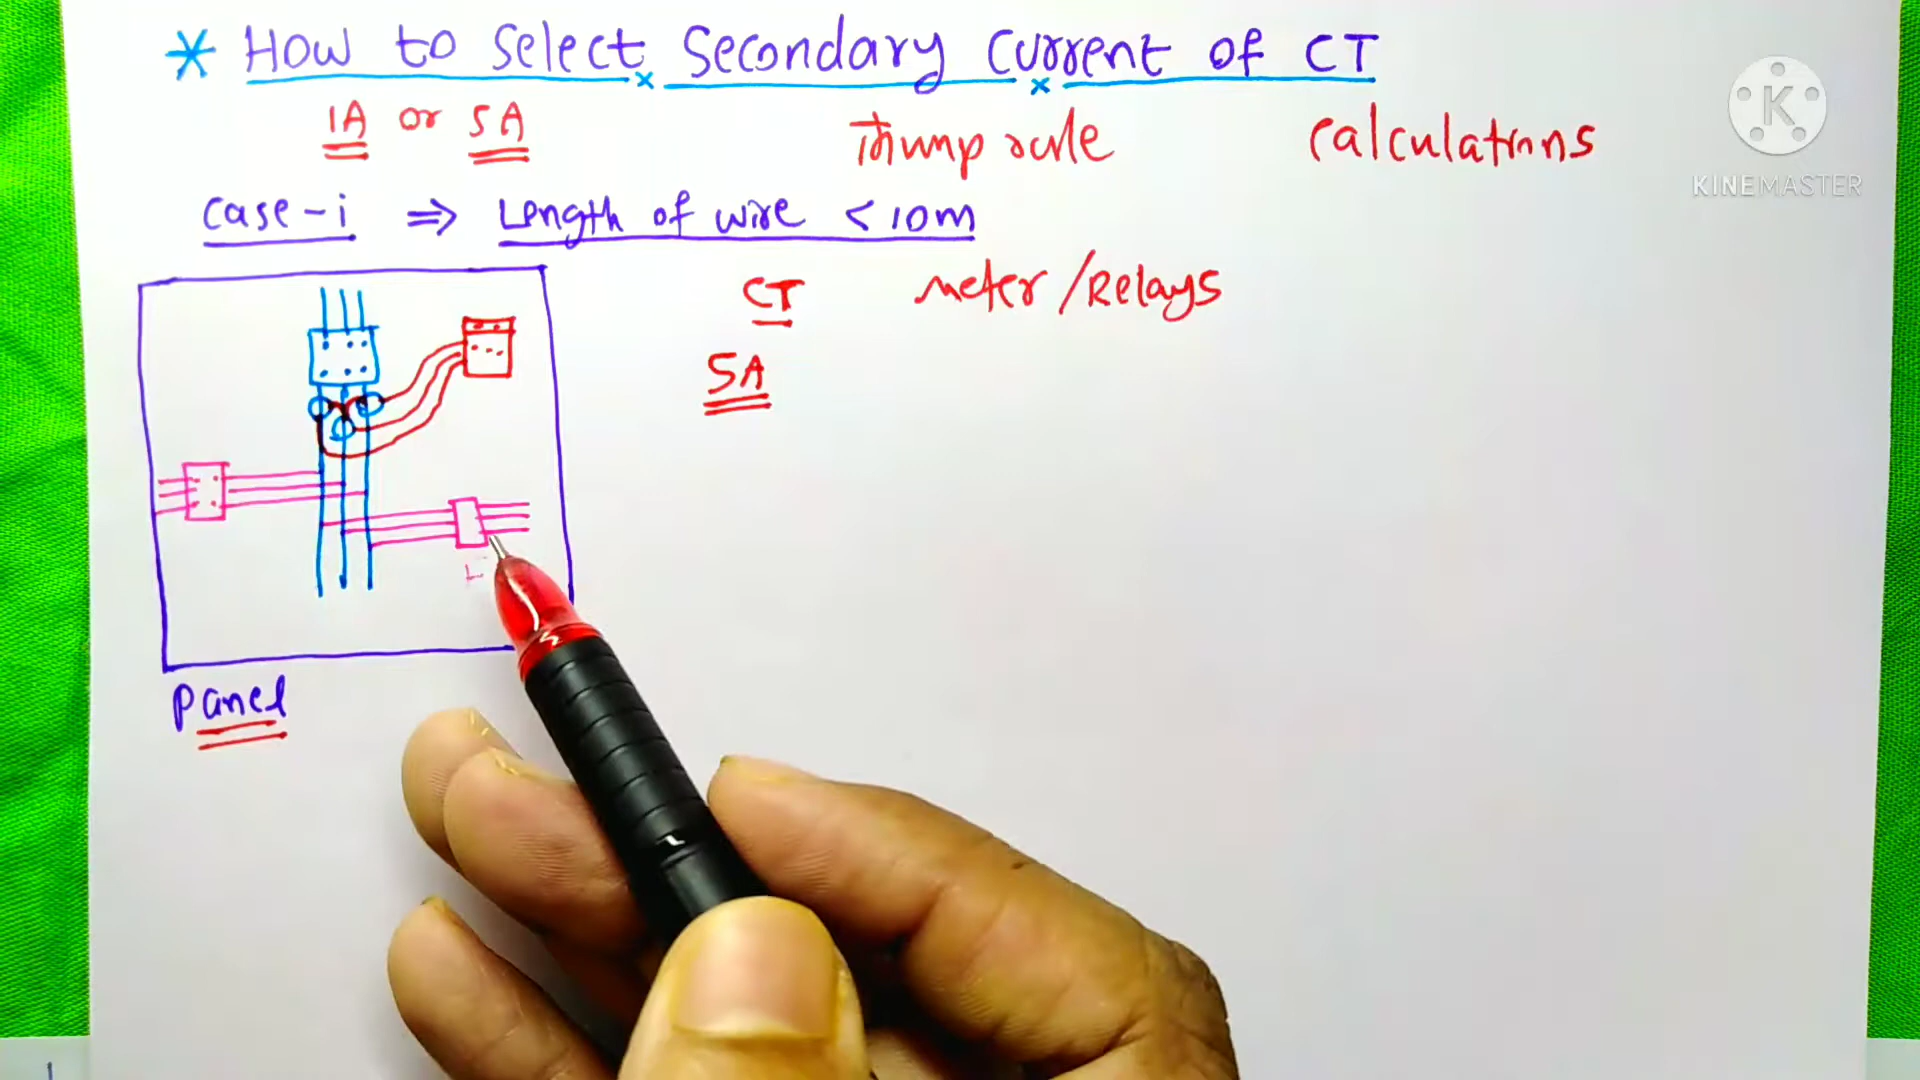 * How to Select Secondary Current of CT
1A or 5A
Thump rule
Calculations
KINEMASTER
Case-i ⇒ Length of wire < 10m
CT
meter/Relays
5A
Panel